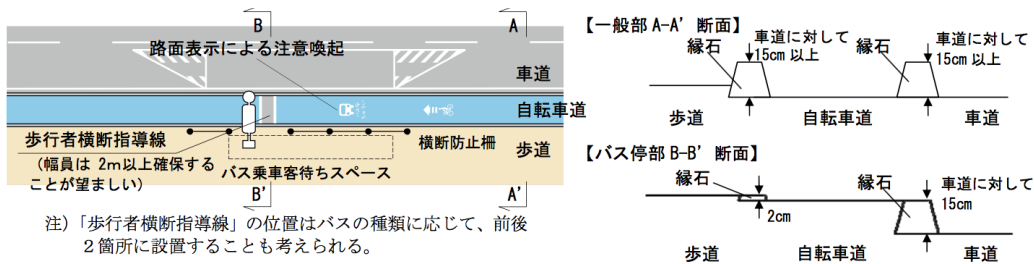 B
A
路面表示による注意喚起
車道
自転車道
歩行者横断指導線
(幅員は 2m以上確保する
ことが望ましい)
横断防止柵
歩道
バス乗車客待ちスペース
B'
A'
注)「歩行者横断指導線」の位置はバスの種類に応じて、前後
2箇所に設置することも考えられる。
【一般部 A-A' 断面】
縁石
車道に対して
15cm 以上
縁石
車道に対して
15cm 以上
歩道
自転車道
車道
【バス停部 B-B' 断面】
縁石
2cm
縁石
車道に対して
15cm
歩道
自転車道
車道